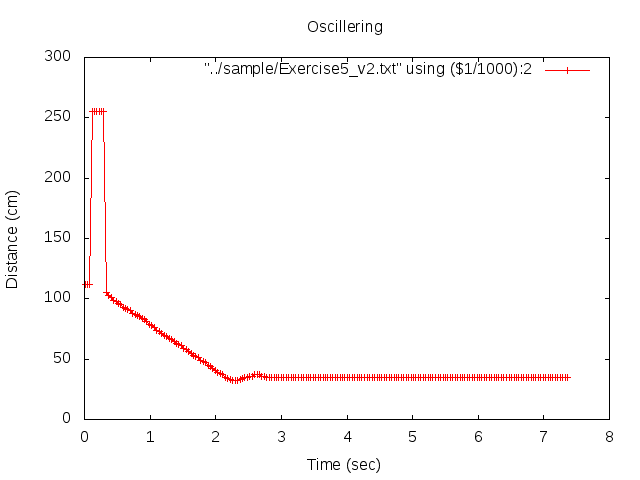 Oscillering
"../sample/Exercise5_v2.txt" using ($1/1000):2
300
250
200
150
100
50
0
Distance (cm)
0 1 2 3 4 5 6 7 8
Time (sec)